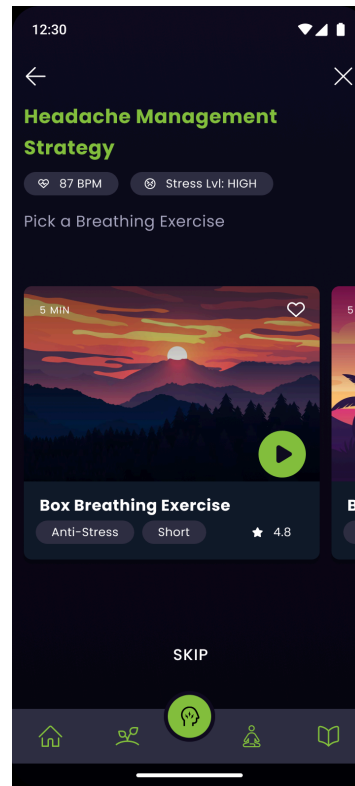 12:30
Headache Management
Strategy
87 BPM
Stress Lvl: HIGH
Pick a Breathing Exercise
5 MIN
5
Box Breathing Exercise
B
Anti-Stress
Short
4.8
SKIP